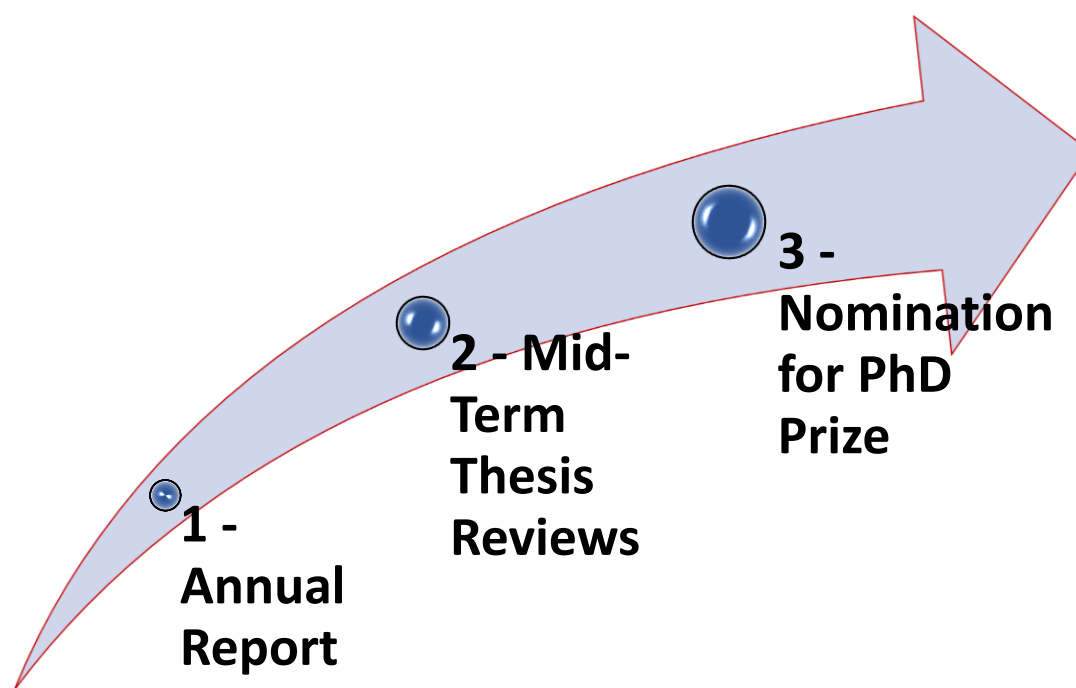 1 -
Annual
Report
2 - Mid-
Term
Thesis
Reviews
3 -
Nomination
for PhD
Prize